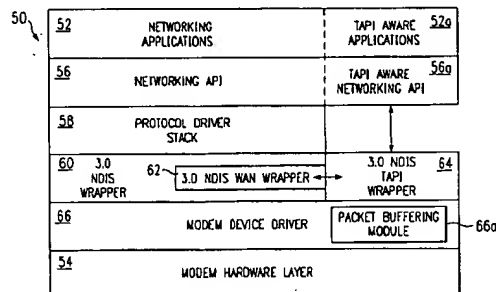 50
52
NETWORKING
APPLICATIONS
TAPI AWARE
APPLICATIONS
52a
56
NETWORKING API
TAPI AWARE
NETWORKING API
56a
58
PROTOCOL DRIVER
STACK
60
3.0
NDIS
WRAPPER
62
3.0 NDIS WAN WRAPPER
3.0 NDIS
TAPI
WRAPPER
64
66
MODEM DEVICE DRIVER
PACKET BUFFERING
MODULE
66a
54
MODEM HARDWARE LAYER